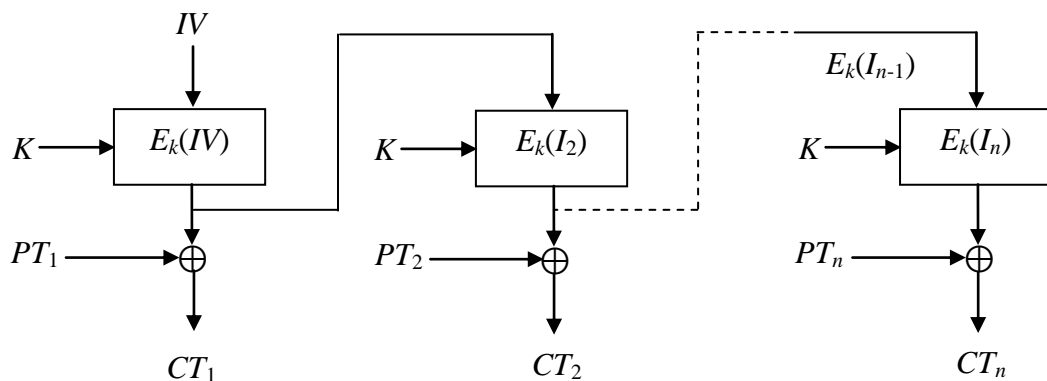 IV
E_k(I_{n-1})
K E_k(IV) K E_k(I_2) K E_k(I_n)
PT_1 PT_2 PT_n
CT_1 CT_2 CT_n